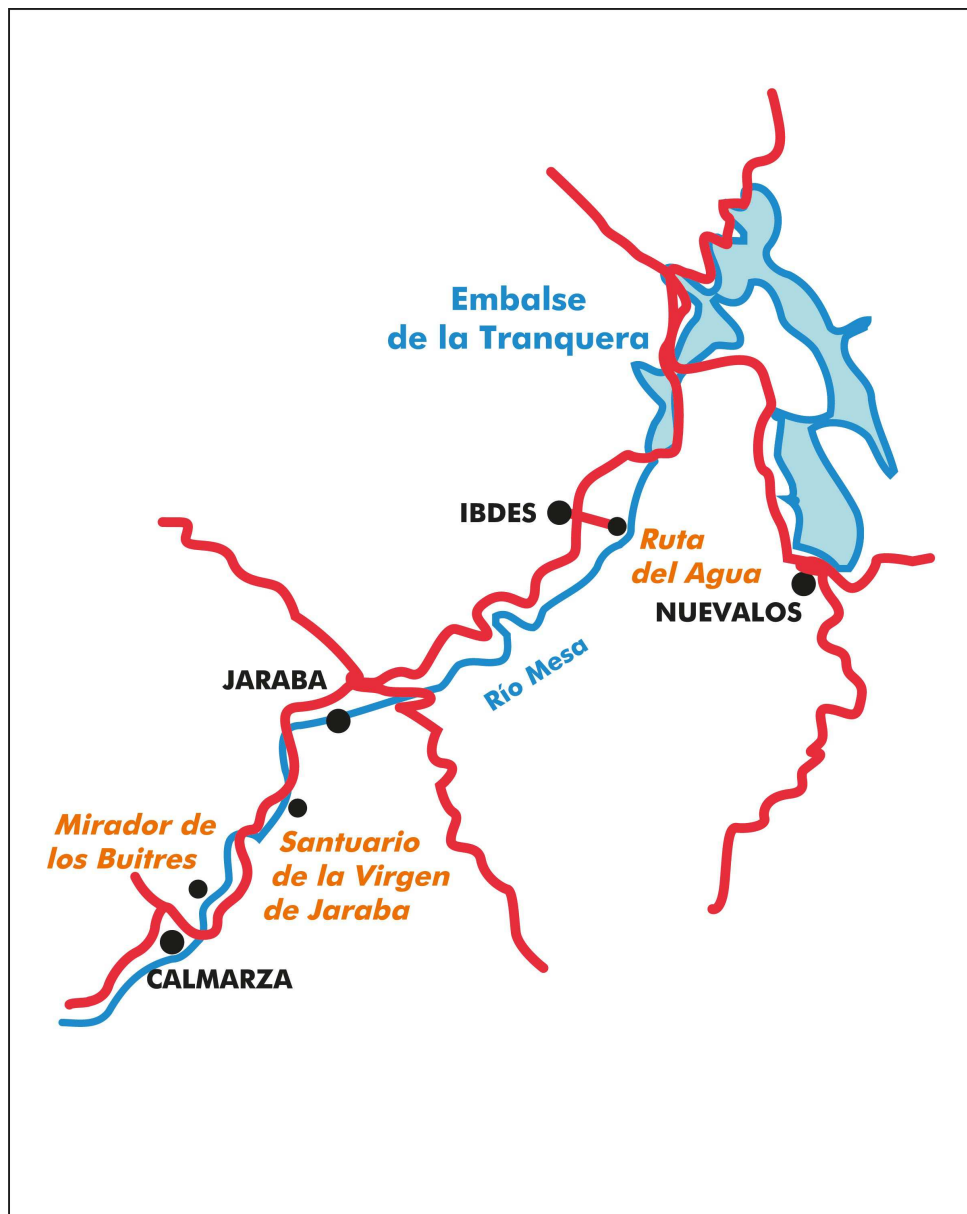 Embalse
de la Tranquera
IBDES
Ruta
del Agua
NUEVALOS
Río Mesa
JARABA
Mirador de
los Buitres
Santuario
de la Virgen
de Jaraba
CALMARZA